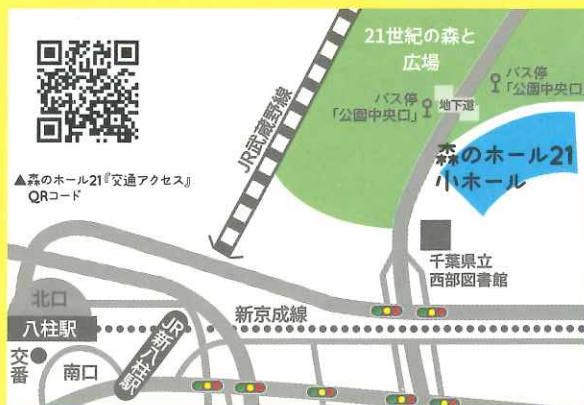 21世紀の森と
広場
バス停
「公園中央口」
バス停
「公園中央口」
地下道
JR武蔵野線
森のホール21
小ホール
▲森のホール21『交通アクセス』
QRコード
千葉県立
西部図書館
北口
新京成線
八柱駅
JR新八柱駅
交番
南口